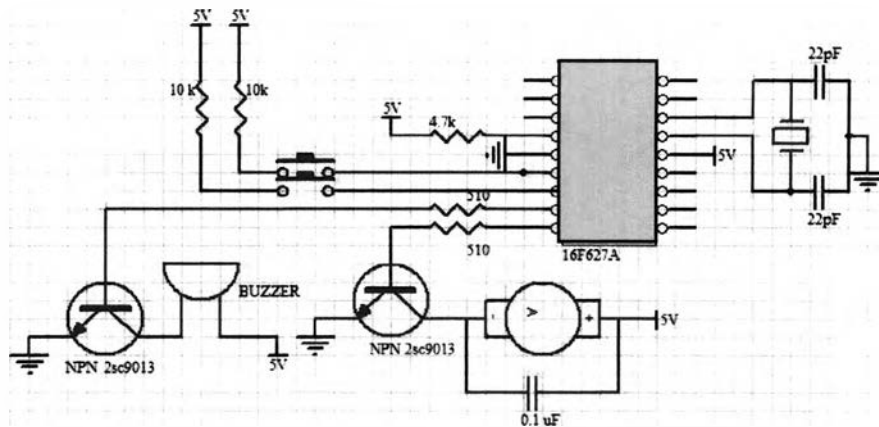 5V
5V
22pF
10 k
10k
5V
4.7k
5V
510
22pF
510
16F627A
BUZZER
A
-
+
5V
NPN 2sc9013
5V
NPN 2sc9013
0.1 uF